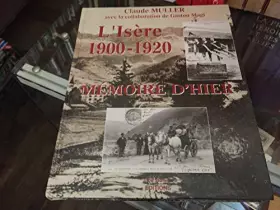 Claude MULLER
avec la collaboration de Gaston Magi
L'Isère
1900-1920
MÉMOIRE D'HIER